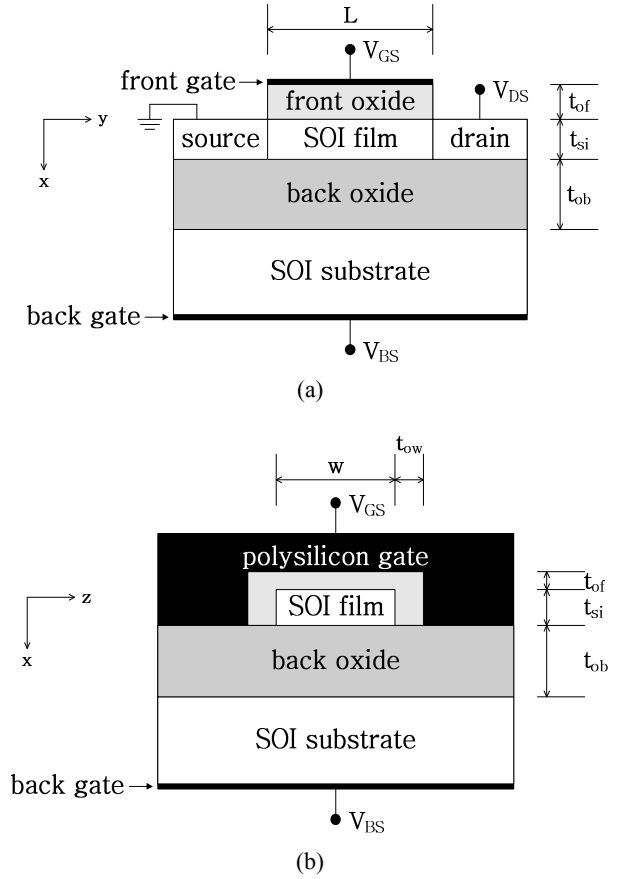 L
V_GS
front gate
front oxide
V_DS
t_of
y
source
SOI film
drain
t_si
x
back oxide
t_ob
SOI substrate
back gate
V_BS
(a)
t_ow
w
V_GS
polysilicon gate
t_of
z
SOI film
t_si
x
back oxide
t_ob
SOI substrate
back gate
V_BS
(b)